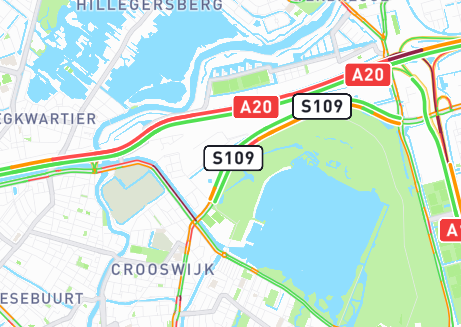 HILLEGERSBERG
A20
A20
S109
EGKWARTIER
S109
CROOSWIJK
ESEBUURT